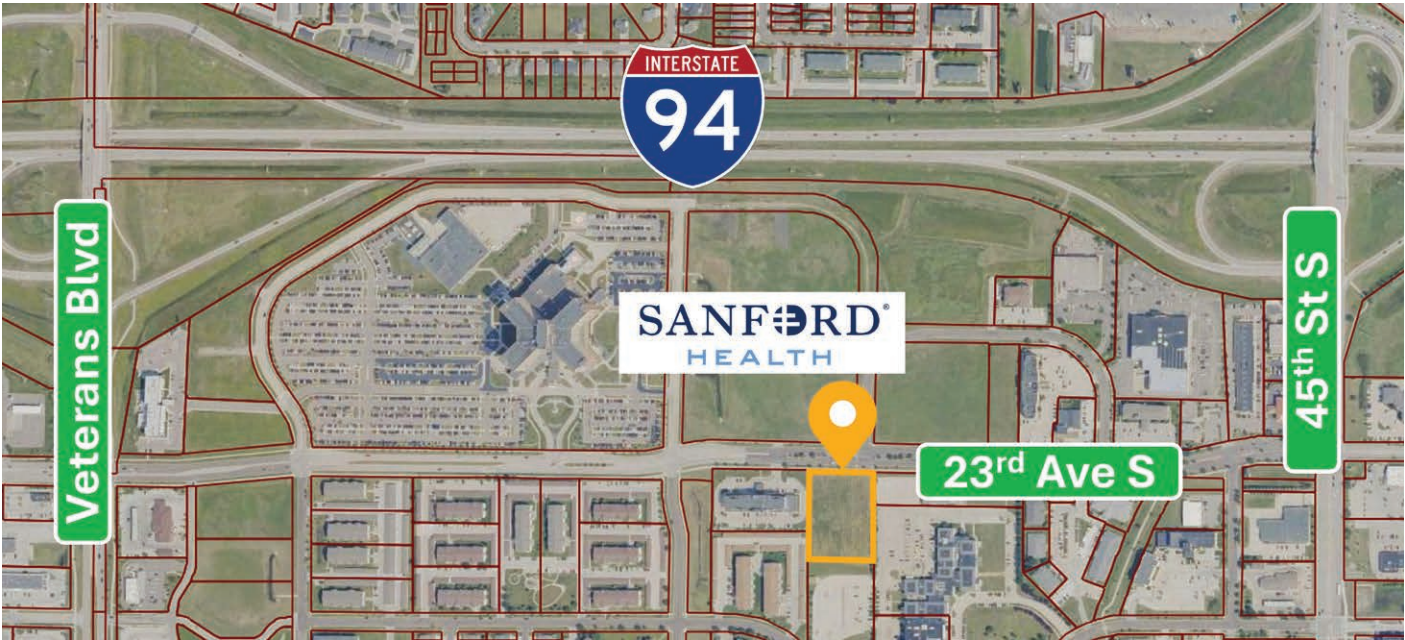 INTERSTATE
94
Veterans Blvd
SANFORD®
HEALTH
45th St S
23rd Ave S